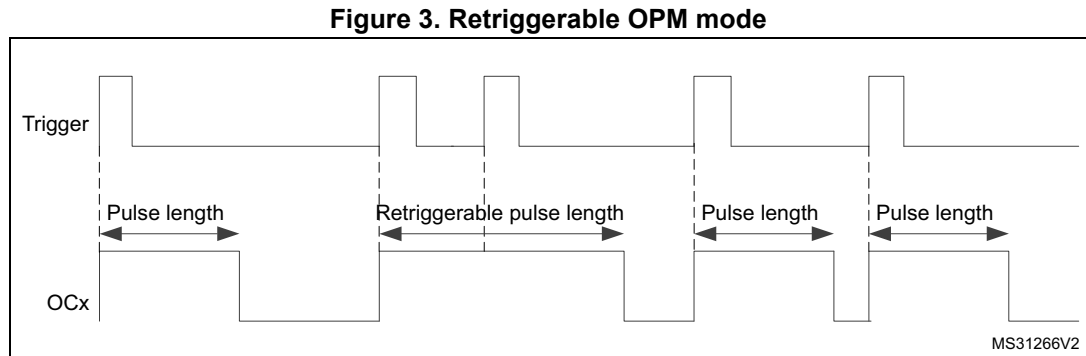 Figure 3. Retriggerable OPM mode
Trigger
Pulse length
Retriggerable pulse length
Pulse length
Pulse length
OCx
MS31266V2